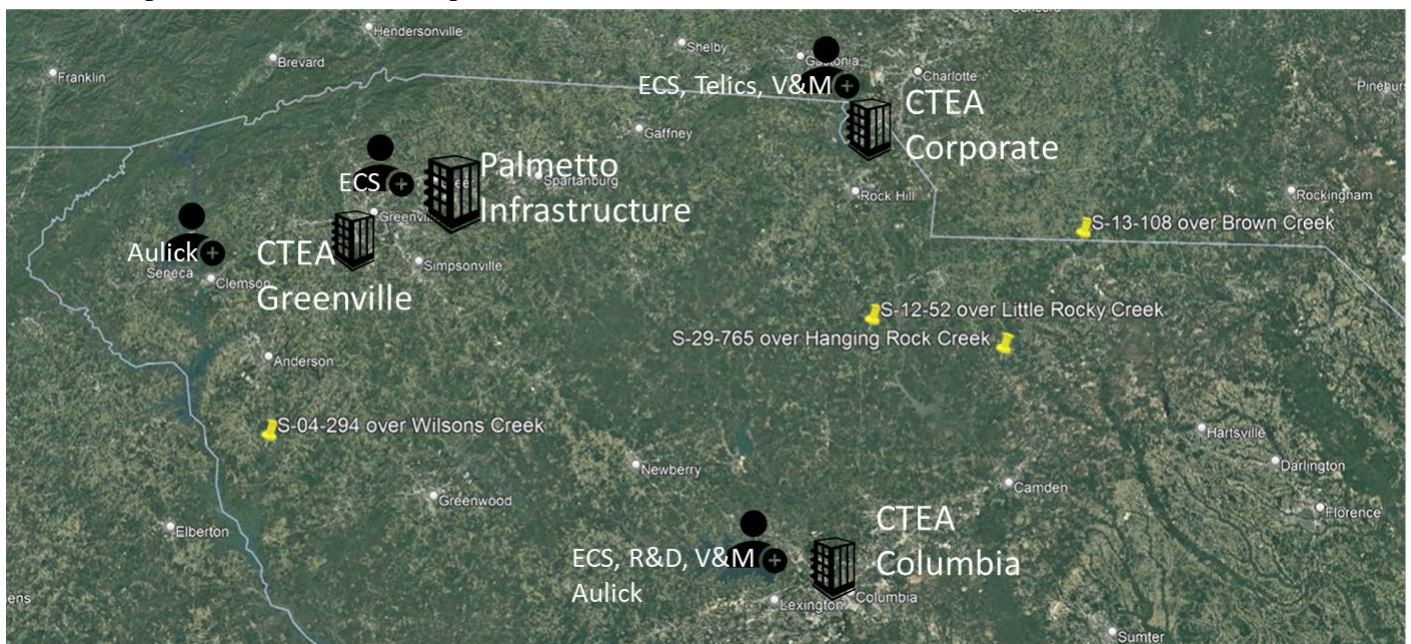 Hendersonville
Brevard
Franklin
Shelby
Gastonia
Charlotte
ECS, Telics, V&M
CTEA
Corporate
Gaffney
Palmetto
Infrastructure
Spartanburg
ECS
Rock Hill
Rockingham
Aulick
Seneca
Clemson
CTEA
Greenville
Simpsonville
S-13-108 over Brown Creek
S-12-52 over Little Rocky Creek
S-29-765 over Hanging Rock Creek
Anderson
S-04-294 over Wilsons Creek
Hartsville
Newberry
Darlington
Camden
Greenwood
Florence
Elberton
CTEA
Columbia
ECS, R&D, V&M
Aulick
Lexington
Columbia
Sumter